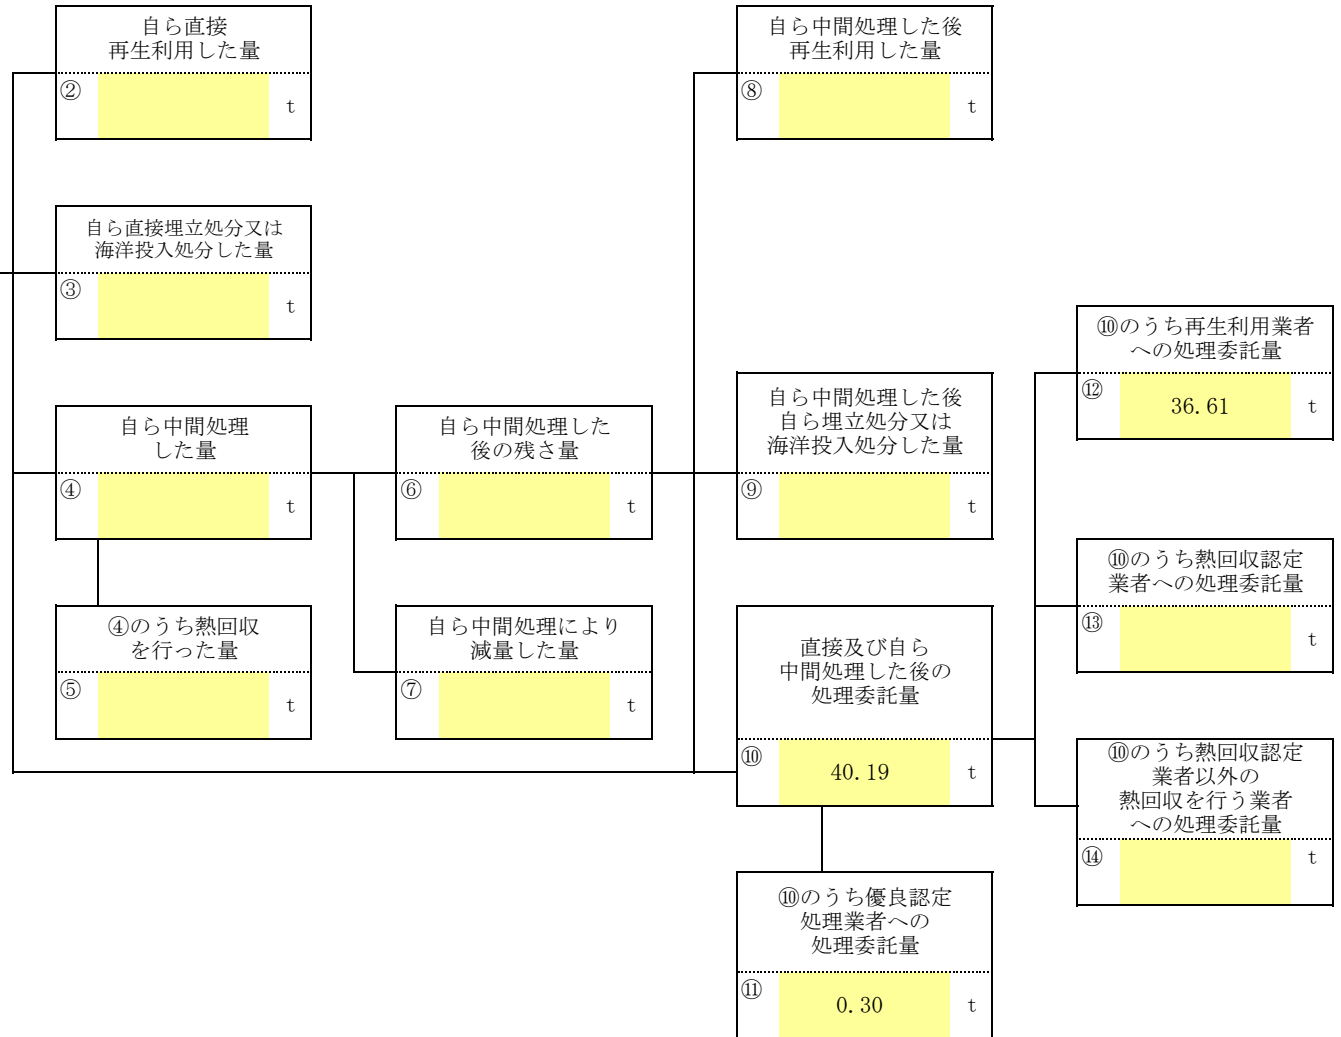 自ら直接
再生利用した量
②
t
自ら直接埋立処分又は
海洋投入処分した量
③
t
自ら中間処理
した量
④
t
④のうち熱回収
を行った量
⑤
t
自ら中間処理した
後の残さ量
⑥
t
自ら中間処理により
減量した量
⑦
t
自ら中間処理した後
再生利用した量
⑧
t
自ら中間処理した後
自ら埋立処分又は
海洋投入処分した量
⑨
t
直接及び自ら
中間処理した後の
処理委託量
⑩
40.19
t
⑩のうち優良認定
処理業者への
処理委託量
⑪
0.30
t
⑩のうち再生利用業者
への処理委託量
⑫
36.61
t
⑩のうち熱回収認定
業者への処理委託量
⑬
t
⑩のうち熱回収認定
業者以外の
熱回収を行う業者
への処理委託量
⑭
t